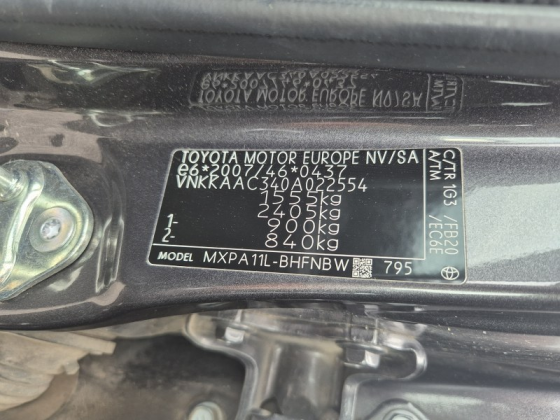 TOYOTA MOTOR EUROPE NV/SA
e6*2007/46*0437
VNKRAAC340A022554
1555kg
2405kg
1- 900kg
2- 840kg
MODEL MXPA11L-BHFNBW 795
C/TR 1G3 /FB20
A/TM /EC6E